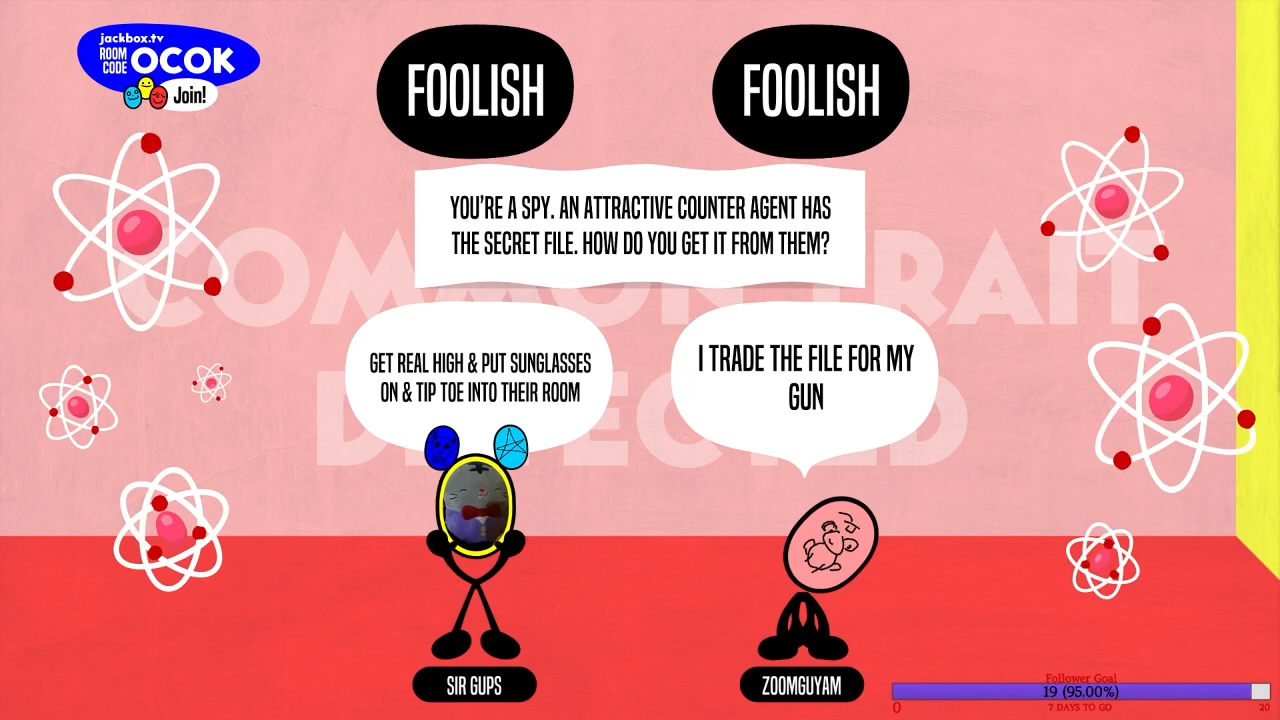 jackbox.tv
ROOM CODE OCOK
Join!
FOOLISH
FOOLISH
YOU'RE A SPY. AN ATTRACTIVE COUNTER AGENT HAS
THE SECRET FILE. HOW DO YOU GET IT FROM THEM?
COMMON TRAIT
DETECTED
GET REAL HIGH & PUT SUNGLASSES
ON & TIP TOE INTO THEIR ROOM
I TRADE THE FILE FOR MY
GUN
SIR GUPS
ZOOMGUYAM
Follower Goal
19 (95.00%)
0
7 DAYS TO GO
20